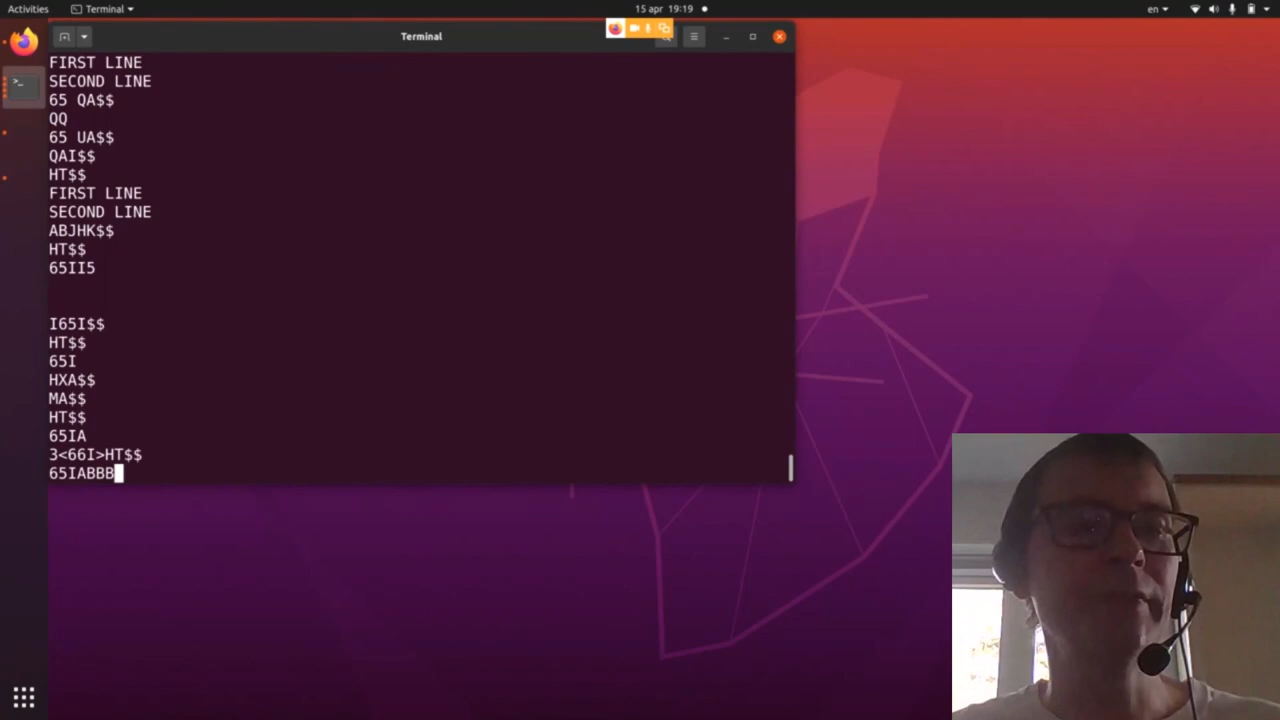 Activities
Terminal
15 apr 19:19
en
Terminal
FIRST LINE
SECOND LINE
65 QA$$
QQ
65 UA$$
QAI$$
HT$$
FIRST LINE
SECOND LINE
ABJHK$$
HT$$
65II5
I65I$$
HT$$
65I
HXA$$
MA$$
HT$$
65IA
3<66I>HT$$
65IABBB